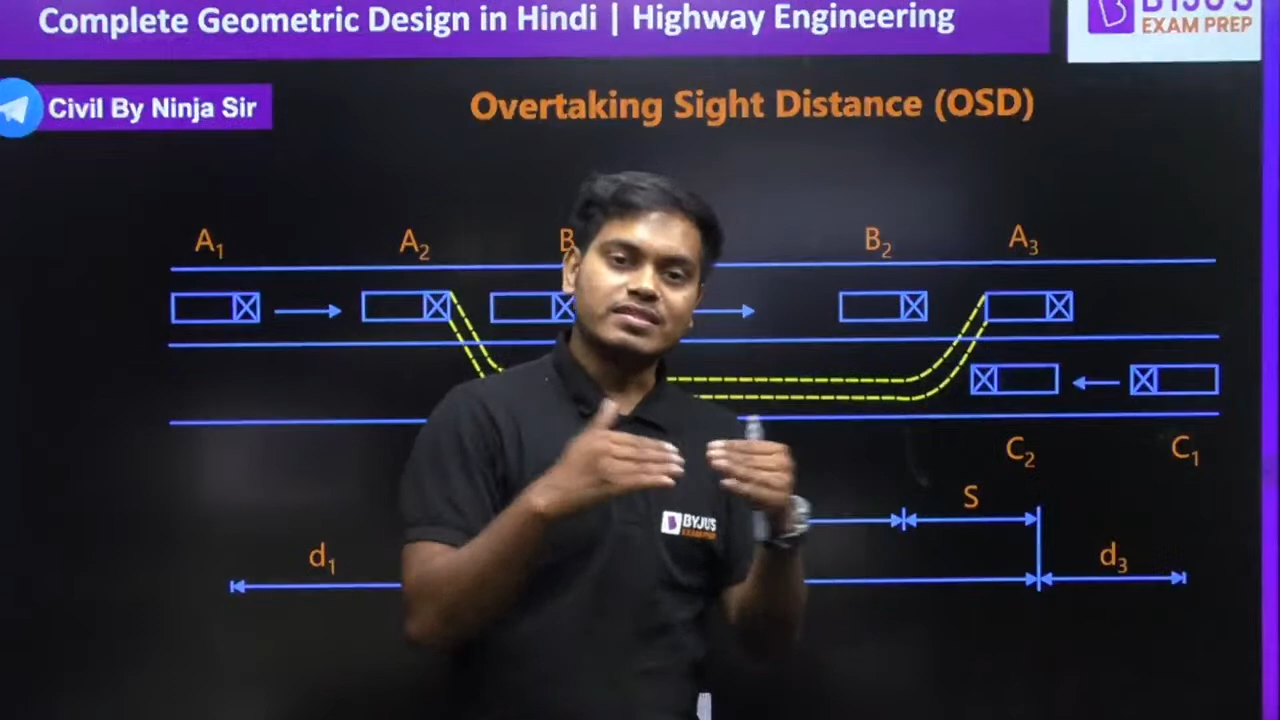 Complete Geometric Design in Hindi | Highway Engineering
BYJU'S
EXAM PREP
Civil By Ninja Sir
Overtaking Sight Distance (OSD)
A₁ A₂ B B₂ A₃
C₂ C₁
S
d₁ d₃
BYJU'S
EXAM PREP